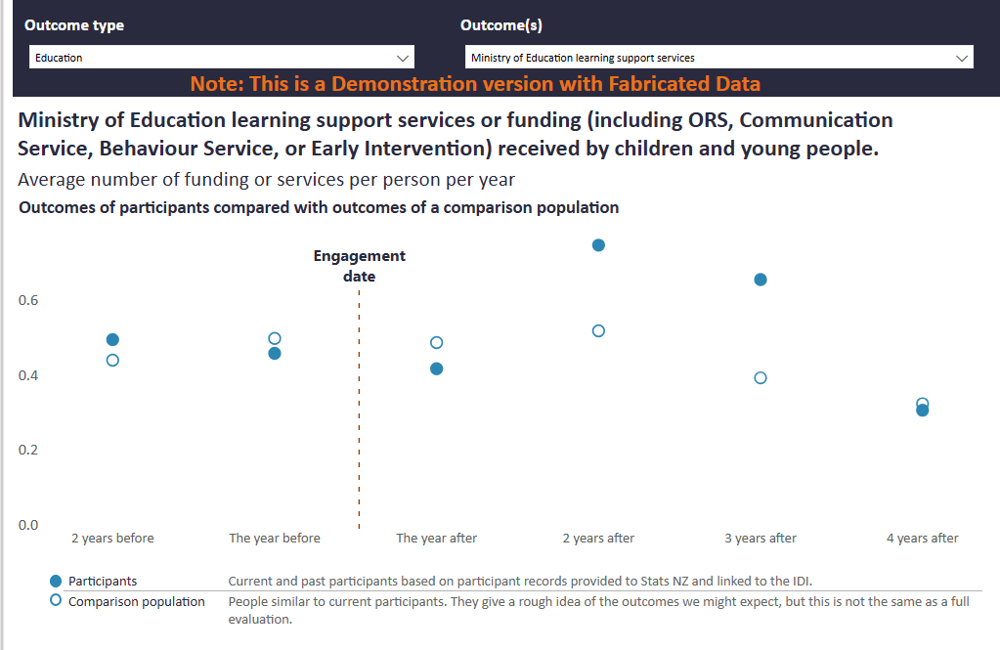 Outcome type
Outcome(s)
Education
Ministry of Education learning support services
Note: This is a Demonstration version with Fabricated Data
Ministry of Education learning support services or funding (including ORS, Communication
Service, Behaviour Service, or Early Intervention) received by children and young people.
Average number of funding or services per person per year
Outcomes of participants compared with outcomes of a comparison population
Engagement
date
0.6
0.4
0.2
0.0
2 years before
The year before
The year after
2 years after
3 years after
4 years after
Participants
Current and past participants based on participant records provided to Stats NZ and linked to the IDI.
Comparison population
People similar to current participants. They give a rough idea of the outcomes we might expect, but this is not the same as a full
evaluation.